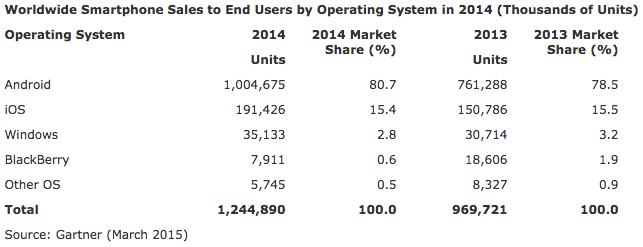 Worldwide Smartphone Sales to End Users by Operating System in 2014 (Thousands of Units)
Operating System 2014 2014 Market 2013 2013 Market
Units Share (%) Units Share (%)
Android 1,004,675 80.7 761,288 78.5
iOS 191,426 15.4 150,786 15.5
Windows 35,133 2.8 30,714 3.2
BlackBerry 7,911 0.6 18,606 1.9
Other OS 5,745 0.5 8,327 0.9
Total 1,244,890 100.0 969,721 100.0
Source: Gartner (March 2015)